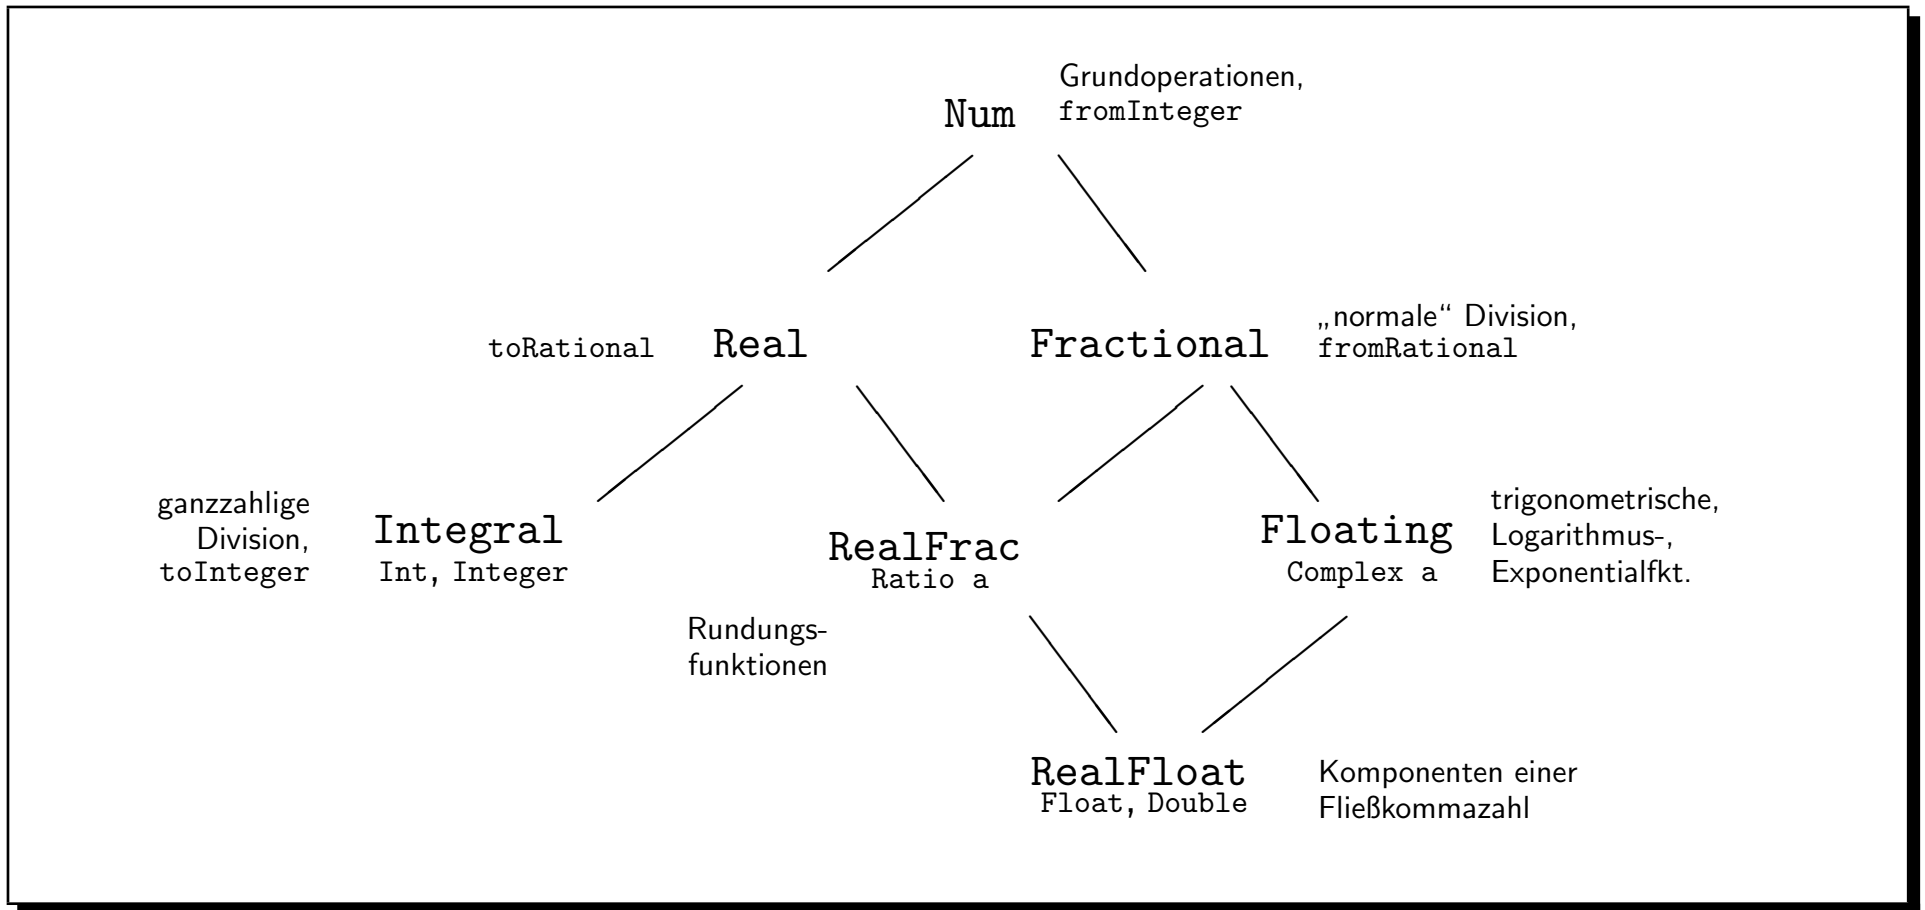 Grundoperationen,
Num
fromInteger
toRational
Real
Fractional
„normale“ Division,
fromRational
ganzzahlige
Division,
toInteger
Integral
Int, Integer
RealFrac
Ratio a
Rundungs-
funktionen
Floating
Complex a
trigonometrische,
Logarithmus-,
Exponentialfkt.
RealFloat
Float, Double
Komponenten einer
Fließkommazahl